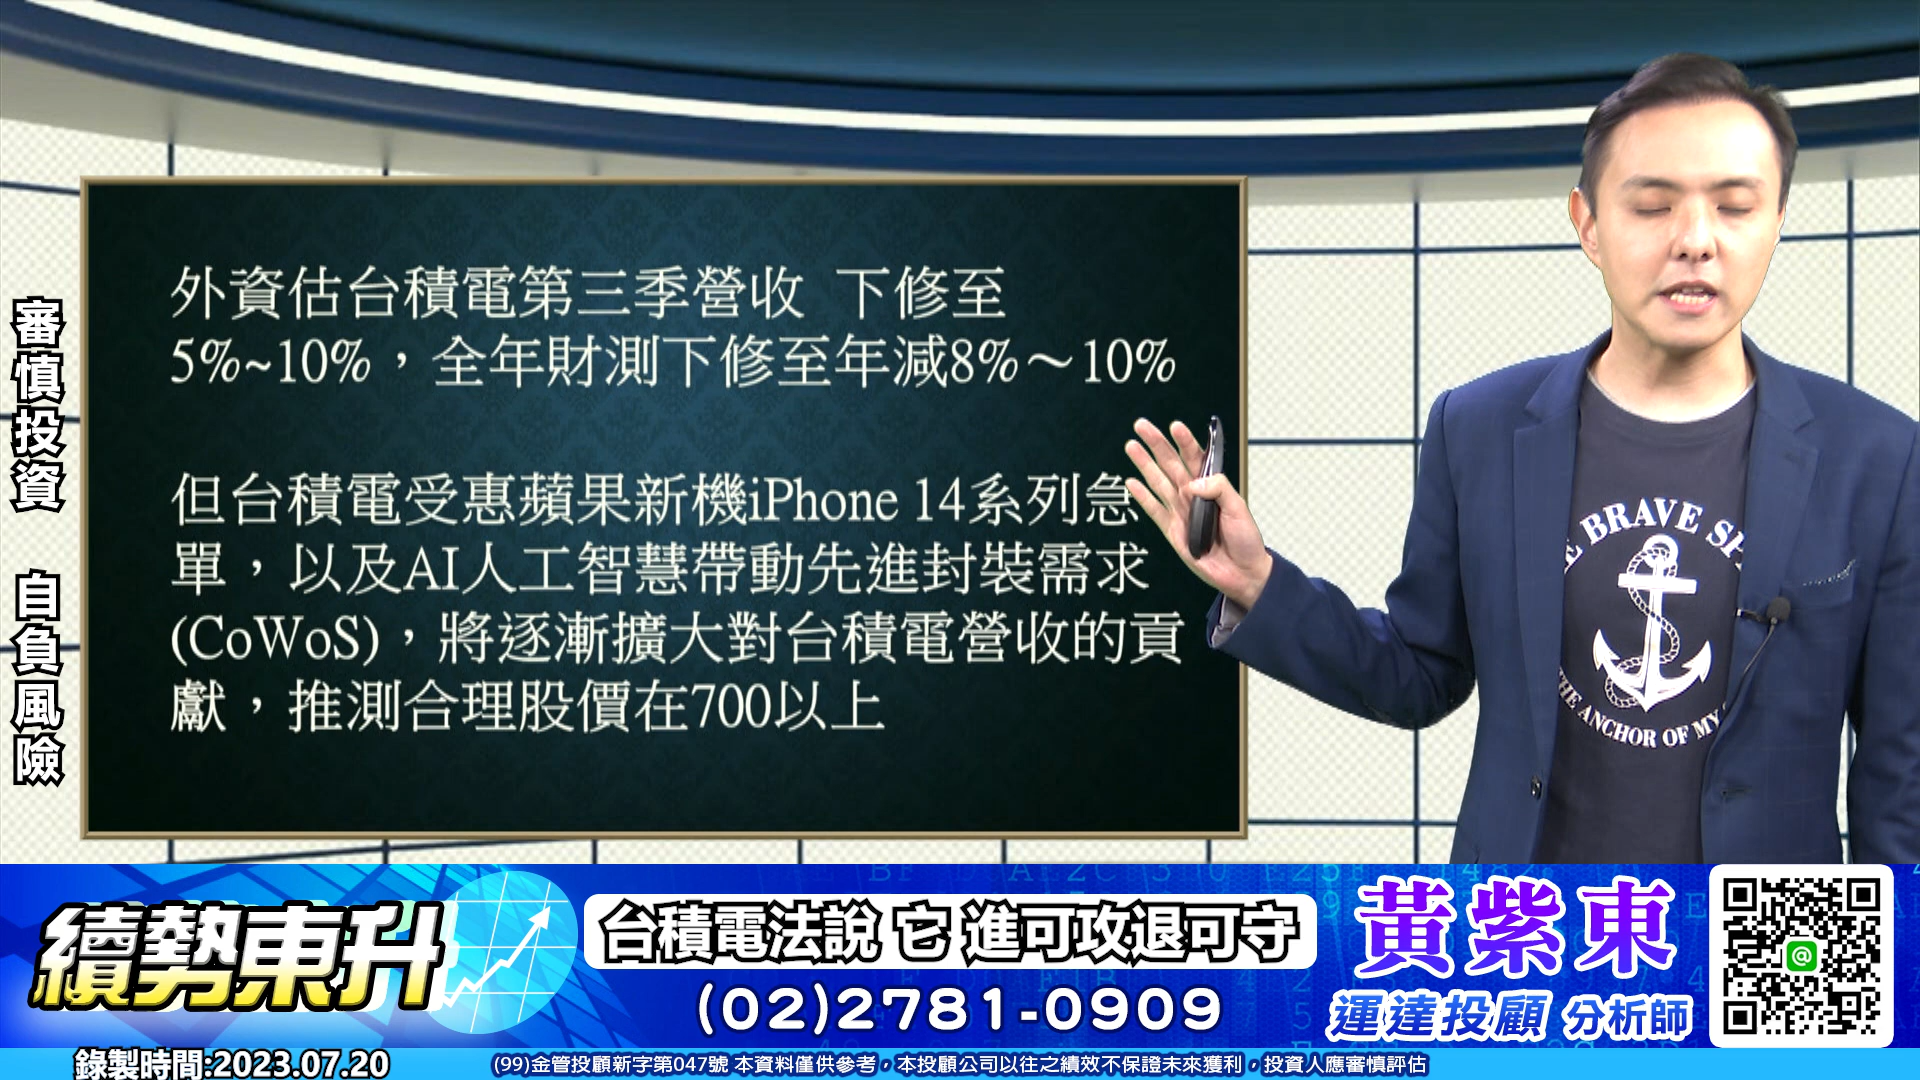 外資估台積電第三季營收 下修至
5%~10%，全年財測下修至年減8%～10%
但台積電受惠蘋果新機iPhone 14系列急
單，以及AI人工智慧帶動先進封裝需求
(CoWoS)，將逐漸擴大對台積電營收的貢
獻，推測合理股價在700以上
審慎投資 自負風險
BRAVE
THE ANCHOR OF MY
續勢東升
台積電法說 它 進可攻退可守
(02)2781-0909
黃紫東
運達投顧 分析師
錄製時間:2023.07.20
(99)金管投顧新字第047號 本資料僅供參考，本投顧公司以往之績效不保證未來獲利，投資人應審慎評估